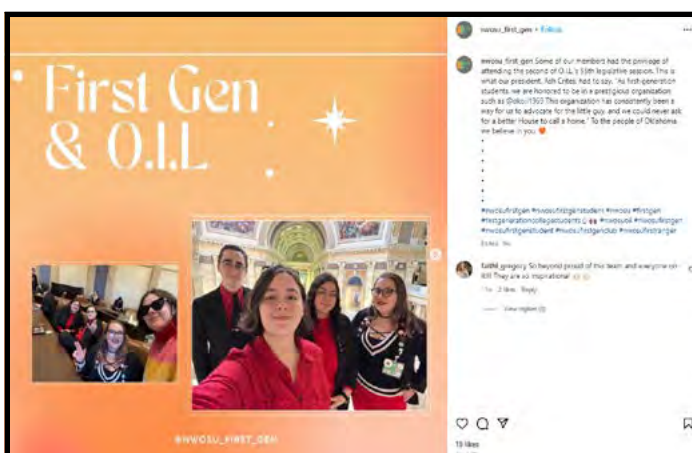 First Gen
& O.I.L
@NWOSU_FIRST_GEN
nwosu_first_gen • Follow
nwosu_first_gen Some of our members had the privilege of
attending the second of O.I.L.'s 55th legislative session. This is
what our president, Ash Crites, had to say, "As first-generation
students, we are honored to be in a prestigious organization
such as This organization has consistently been a
way for us to advocate for the little guy, and we could never ask
for a better House to call a home." To the people of Oklahoma
we believe in you.
#nwosufirstgen #nwosufirstgenstudent #nwosu #firstgen
#firstgenerationcollegestudents #nwosuoil #nwosufirstgen
#nwosufirstgenstudent #nwosufirstgenclub #nwosufirstranger
faithl_gregory So beyond proud of this team and everyone on
They are so inspirational
2 likes Reply
View replies
likes